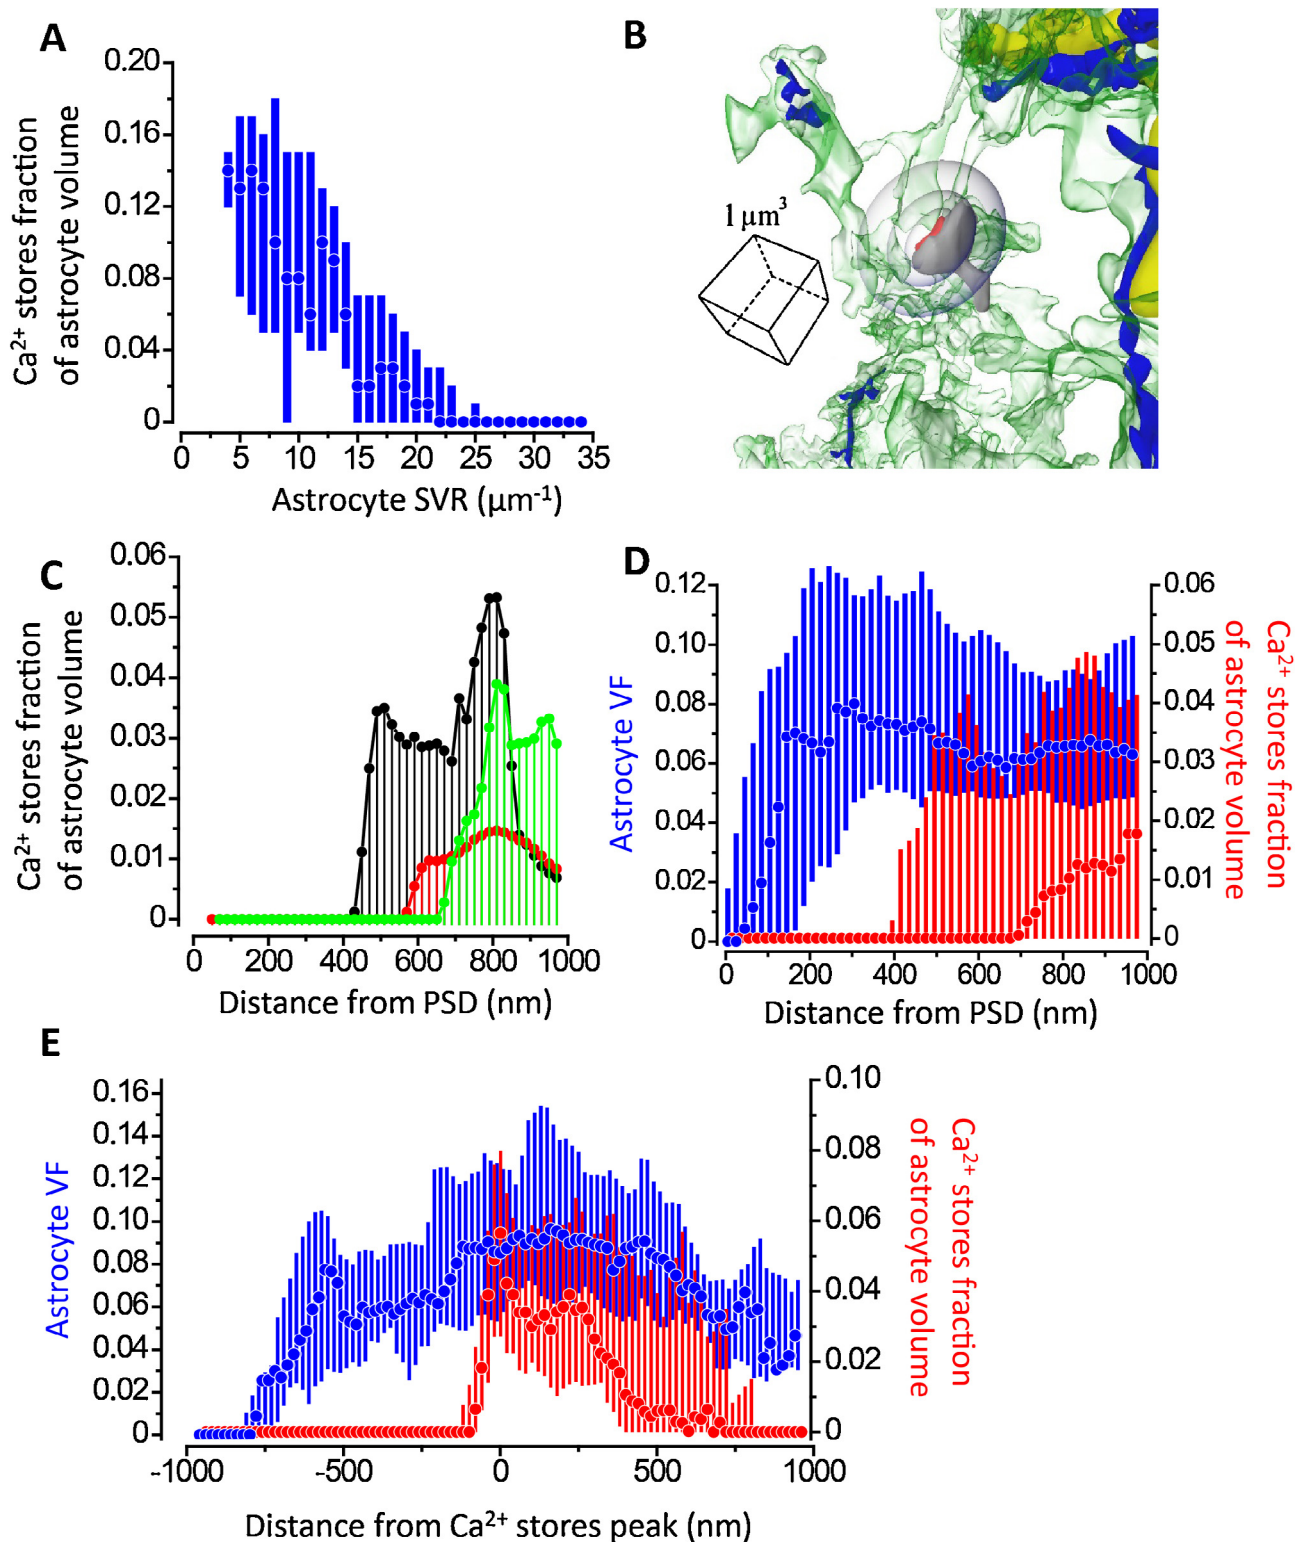 A
0.20
0.16
0.12
0.08
0.04
0
Ca²⁺ stores fraction
of astrocyte volume
0 5 10 15 20 25 30 35
Astrocyte SVR (µm⁻¹)
B
1 µm³
C
0.06
0.05
0.04
0.03
0.02
0.01
0
Ca²⁺ stores fraction
of astrocyte volume
0 200 400 600 800 1000
Distance from PSD (nm)
D
0.12
0.10
0.08
0.06
0.04
0.02
0
Astrocyte VF
0.06
0.05
0.04
0.03
0.02
0.01
0
Ca²⁺ stores fraction
of astrocyte volume
0 200 400 600 800 1000
Distance from PSD (nm)
E
0.16
0.14
0.12
0.10
0.08
0.06
0.04
0.02
0
Astrocyte VF
0.10
0.08
0.06
0.04
0.02
0
Ca²⁺ stores fraction
of astrocyte volume
-1000 -500 0 500 1000
Distance from Ca²⁺ stores peak (nm)